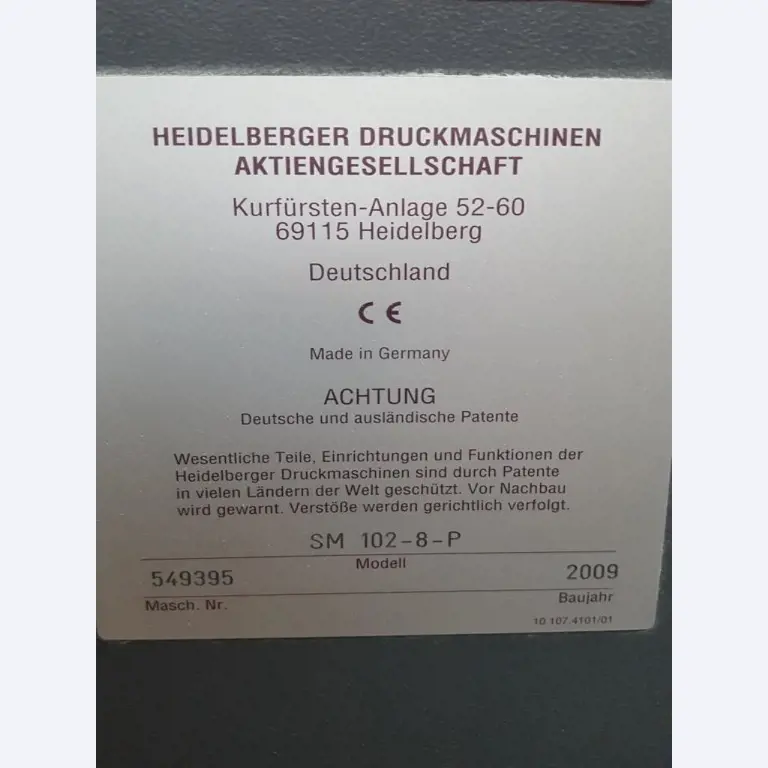 HEIDELBERGER DRUCKMASCHINEN
AKTIENGESELLSCHAFT
Kurfürsten-Anlage 52-60
69115 Heidelberg
Deutschland
CE
Made in Germany
ACHTUNG
Deutsche und ausländische Patente
Wesentliche Teile, Einrichtungen und Funktionen der
Heidelberger Druckmaschinen sind durch Patente
in vielen Ländern der Welt geschützt. Vor Nachbau
wird gewarnt. Verstöße werden gerichtlich verfolgt.
SM 102-8-P
Modell
549395 2009
Masch. Nr. Baujahr
10 107.4101/01